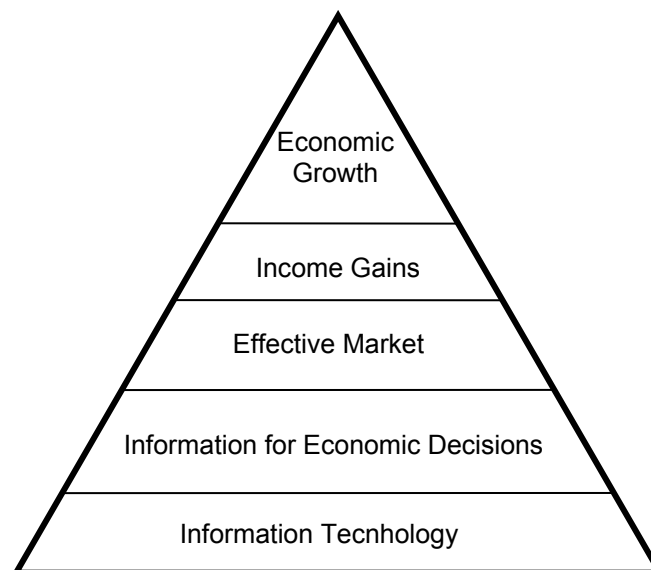 Economic
Growth
Income Gains
Effective Market
Information for Economic Decisions
Information Tecnhology